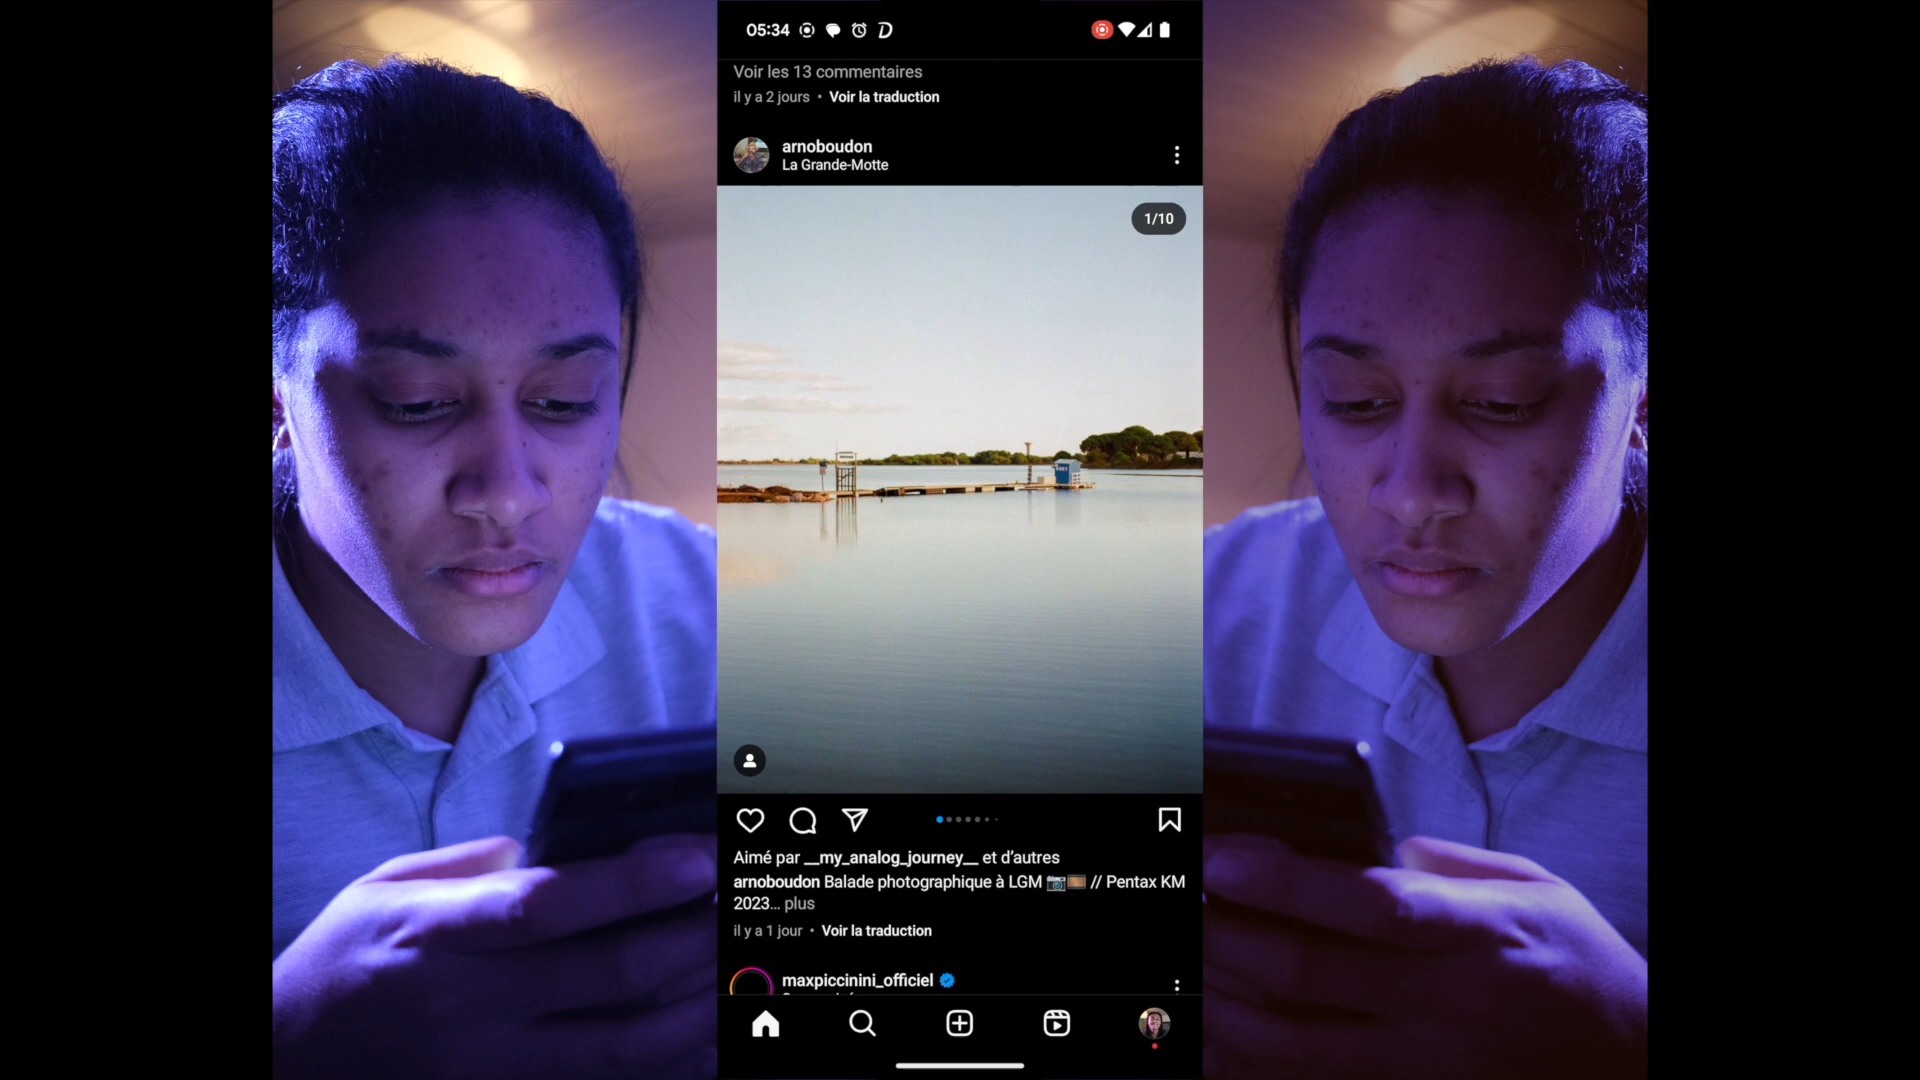 05:34
Voir les 13 commentaires
il y a 2 jours • Voir la traduction
arnoboudon
La Grande-Motte
1/10
Aimé par __my_analog_journey__ et d'autres
arnoboudon Balade photographique à LGM 📷🎞️ // Pentax KM
2023... plus
il y a 1 jour • Voir la traduction
maxpiccinini_officiel